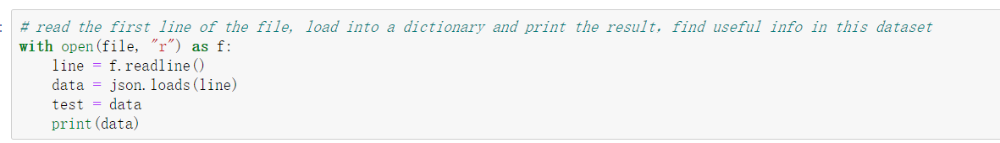 # read the first line of the file, load into a dictionary and print the result, find useful info in this dataset
with open(file, "r") as f:
    line = f.readline()
    data = json.loads(line)
    test = data
    print(data)